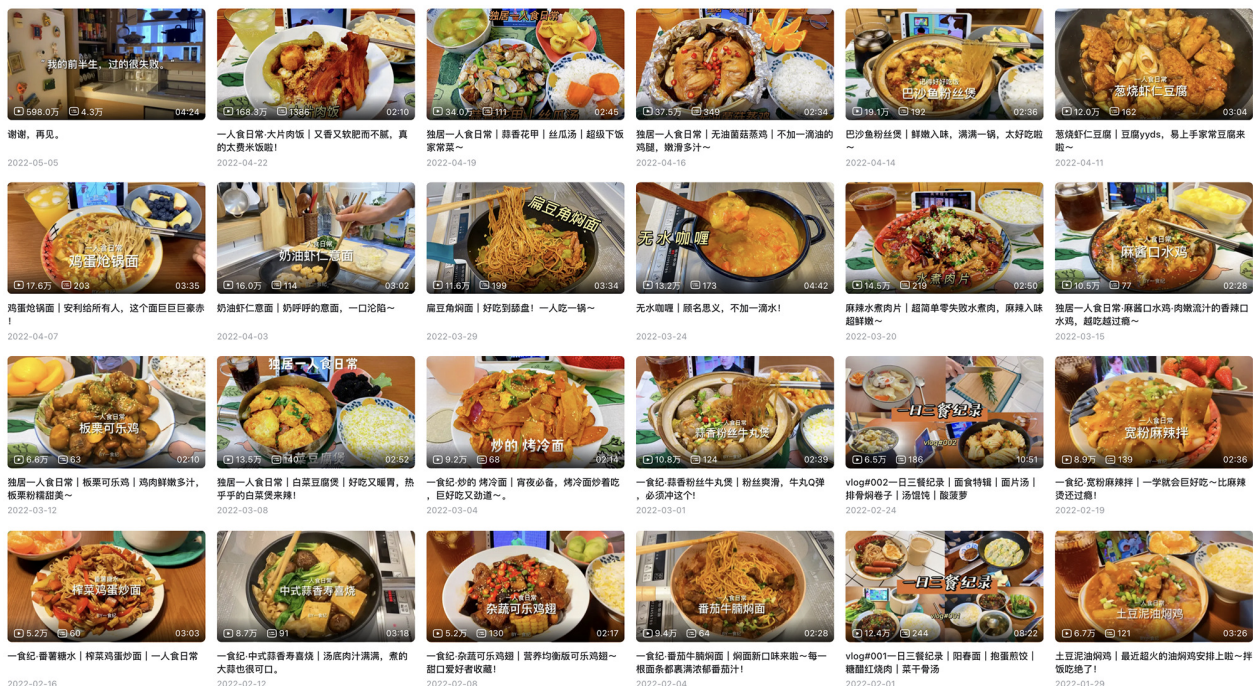 "我的前半生，过的很失败。"
598.0万 4.3万 04:24
谢谢，再见。
2022-05-05
168.3万 1386 02:10
一人食日常·大片肉饭｜又香又软肥而不腻，真
的太费米饭啦！
2022-04-22
独居一人食日常
34.0万 111 02:45
独居一人食日常｜蒜香花甲｜丝瓜汤｜超级下饭
家常菜～
2022-04-19
37.5万 349 02:34
独居一人食日常｜无油菌菇蒸鸡｜不加一滴油的
鸡腿，嫩滑多汁～
2022-04-16
巴沙鱼粉丝煲
19.1万 192 02:36
巴沙鱼粉丝煲｜鲜嫩入味，满满一锅，太好吃啦
～
2022-04-14
一人食日常
葱烧虾仁豆腐
12.0万 162 03:04
葱烧虾仁豆腐｜豆腐yyds，易上手家常豆腐来
啦～
2022-04-11
一人食日常
鸡蛋炝锅面
17.6万 203 03:35
鸡蛋炝锅面｜安利给所有人，这个面巨巨巨豪赤
！
2022-04-07
一人食日常
奶油虾仁意面
16.0万 114 03:02
奶油虾仁意面｜奶呼呼的意面，一口沦陷～
2022-04-03
扁豆角焖面
11.6万 199 03:34
扁豆角焖面｜好吃到舔盘！一人吃一锅～
2022-03-29
无水咖喱
13.2万 173 04:42
无水咖喱｜顾名思义，不加一滴水！
2022-03-24
水煮肉片
14.5万 219 02:50
麻辣水煮肉片｜超简单零失败水煮肉，麻辣入味
超鲜嫩～
2022-03-20
一人食日常
麻酱口水鸡
10.5万 77 02:28
独居一人食日常·麻酱口水鸡·肉嫩流汁的香辣口
水鸡，越吃越过瘾～
2022-03-15
一人食日常
板栗可乐鸡
6.6万 63 02:10
独居一人食日常｜板栗可乐鸡｜鸡肉鲜嫩多汁，
板栗粉糯甜美～
2022-03-12
独居一人食日常
白菜豆腐煲
13.5万 140 02:52
独居一人食日常｜白菜豆腐煲｜好吃又暖胃，热
乎乎的白菜煲来辣！
2022-03-08
炒的 烤冷面
9.2万 68 02:14
一食纪·炒的 烤冷面｜宵夜必备，烤冷面炒着吃
，巨好吃又劲道～。
2022-03-04
一人食日常
蒜香粉丝牛丸煲
10.8万 124 02:39
一食纪·蒜香粉丝牛丸煲｜粉丝爽滑，牛丸Q弹
，必须冲这个！
2022-03-01
一日三餐纪录
vlog#002
6.5万 186 10:51
vlog#002一日三餐纪录｜面食特辑｜面片汤｜
排骨焖卷子｜汤馄饨｜酸菠萝
2022-02-24
一人食日常
宽粉麻辣拌
8.9万 139 02:36
一食纪·宽粉麻辣拌｜一学就会巨好吃～比麻辣
烫还过瘾！
2022-02-19
榨菜鸡蛋炒面
5.2万 60 03:03
一食纪·番薯糖水｜榨菜鸡蛋炒面｜一人食日常
2022-02-16
一人食日常
中式蒜香寿喜烧
8.7万 91 03:18
一食纪·中式蒜香寿喜烧｜汤底肉汁满满，煮的
大蒜也很可口。
2022-02-12
一人食日常
杂蔬可乐鸡翅
5.2万 130 02:17
一食纪·杂蔬可乐鸡翅｜营养均衡版可乐鸡翅～
甜口爱好者收藏！
2022-02-08
一人食日常
番茄牛腩焖面
9.4万 64 02:28
一食纪·番茄牛腩焖面｜焖面新口味来啦～每一
根面条都裹满浓郁番茄汁！
2022-02-04
一日三餐纪录
vlog#001
12.4万 244 08:22
vlog#001一日三餐纪录｜阳春面｜抱蛋煎饺｜
糖醋红烧肉｜菜干骨汤
2022-02-01
一人食日常
土豆泥油焖鸡
6.7万 121 03:26
土豆泥油焖鸡｜最近超火的油焖鸡安排上啦～拌
饭吃绝了！
2022-01-29